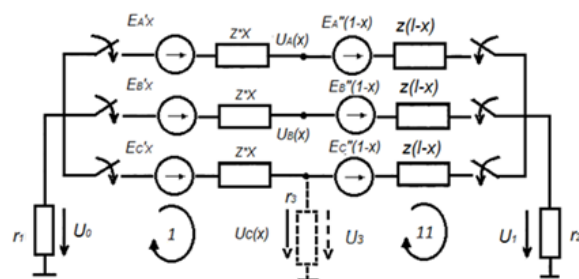 EA'x Z*x UA(x) EA"(1-x) z(l-x)
EB'x Z*x UB(x) EB"(1-x) z(l-x)
EC'x Z*x EC"(1-x) z(l-x)
r1 U0 1 UC(x) r3 U3 11 U1 r2